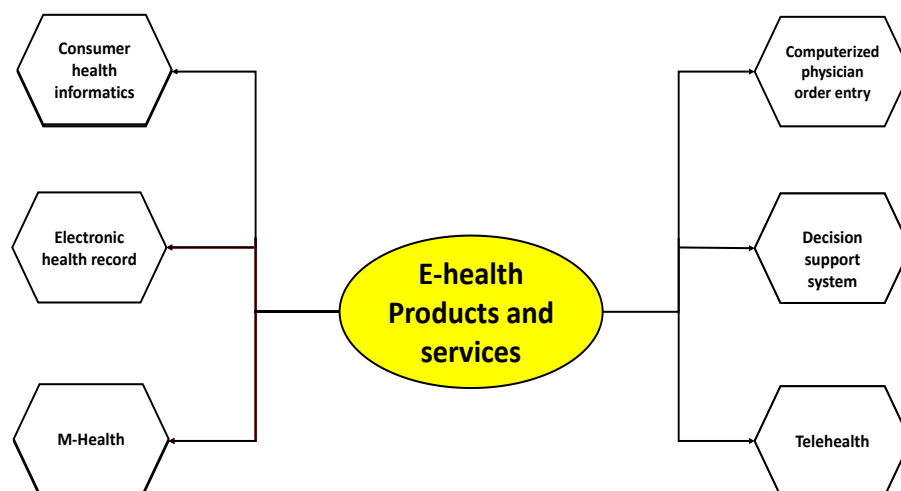 Consumer
health
informatics
Electronic
health record
M-Health
E-health
Products and
services
Computerized
physician
order entry
Decision
support
system
Telehealth